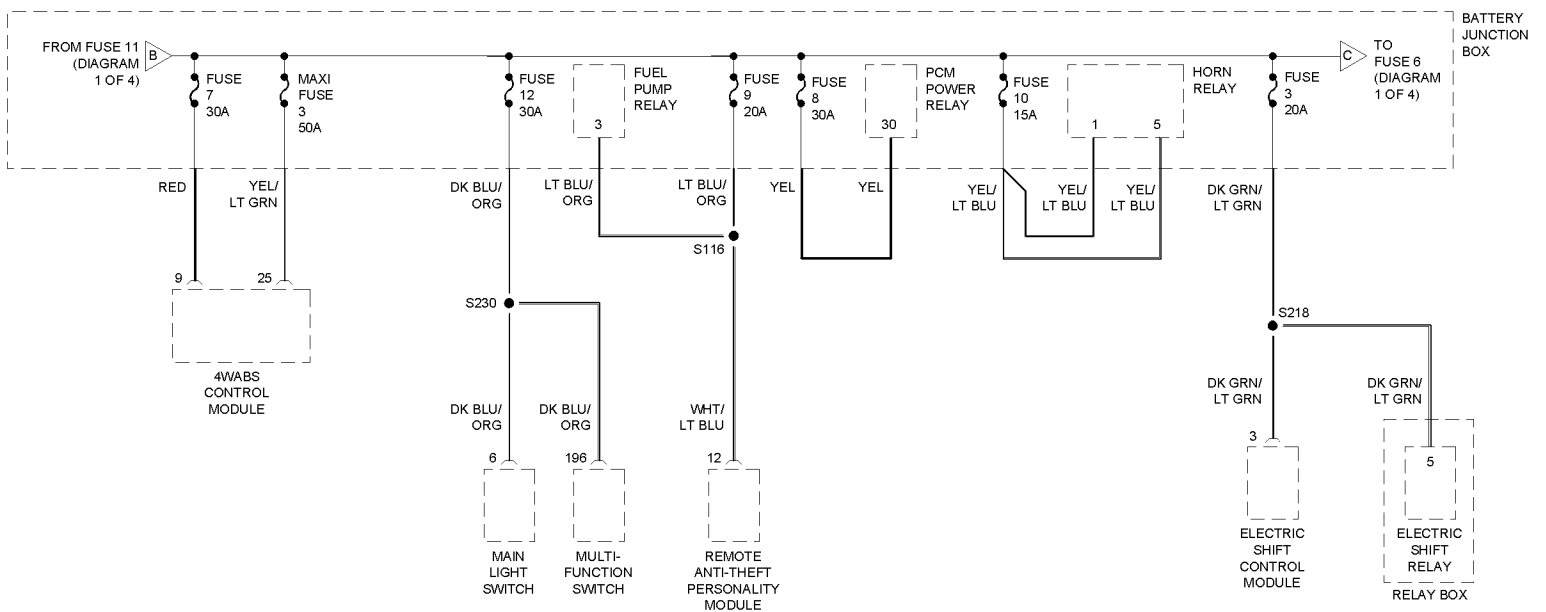 BATTERY
JUNCTION
BOX
FROM FUSE 11
(DIAGRAM
1 OF 4)
B
FUSE
7
30A
MAXI
FUSE
3
50A
FUSE
12
30A
FUEL
PUMP
RELAY
3
FUSE
9
20A
FUSE
8
30A
PCM
POWER
RELAY
30
FUSE
10
15A
HORN
RELAY
1
5
FUSE
3
20A
C
TO
FUSE 6
(DIAGRAM
1 OF 4)
RED
YEL/
LT GRN
DK BLU/
ORG
LT BLU/
ORG
LT BLU/
ORG
YEL
YEL
YEL/
LT BLU
YEL/
LT BLU
YEL/
LT BLU
DK GRN/
LT GRN
S116
9
25
S230
S218
4WABS
CONTROL
MODULE
DK BLU/
ORG
DK BLU/
ORG
WHT/
LT BLU
DK GRN/
LT GRN
DK GRN/
LT GRN
6
196
12
3
5
MAIN
LIGHT
SWITCH
MULTI-
FUNCTION
SWITCH
REMOTE
ANTI-THEFT
PERSONALITY
MODULE
ELECTRIC
SHIFT
CONTROL
MODULE
ELECTRIC
SHIFT
RELAY
RELAY BOX